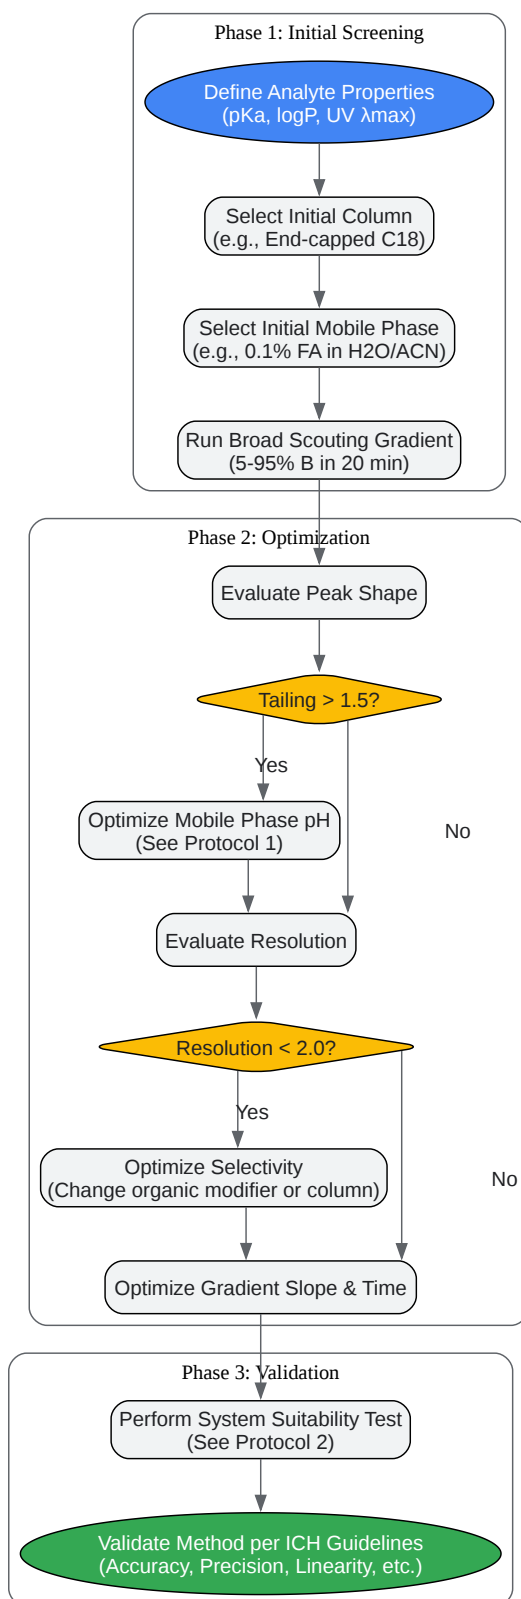 Phase 1: Initial Screening
Define Analyte Properties
(pKa, logP, UV λmax)
Select Initial Column
(e.g., End-capped C18)
Select Initial Mobile Phase
(e.g., 0.1% FA in H2O/ACN)
Run Broad Scouting Gradient
(5-95% B in 20 min)
Phase 2: Optimization
Evaluate Peak Shape
Tailing > 1.5?
Yes
Optimize Mobile Phase pH
(See Protocol 1)
No
Evaluate Resolution
Resolution < 2.0?
Yes
Optimize Selectivity
(Change organic modifier or column)
No
Optimize Gradient Slope & Time
Phase 3: Validation
Perform System Suitability Test
(See Protocol 2)
Validate Method per ICH Guidelines
(Accuracy, Precision, Linearity, etc.)